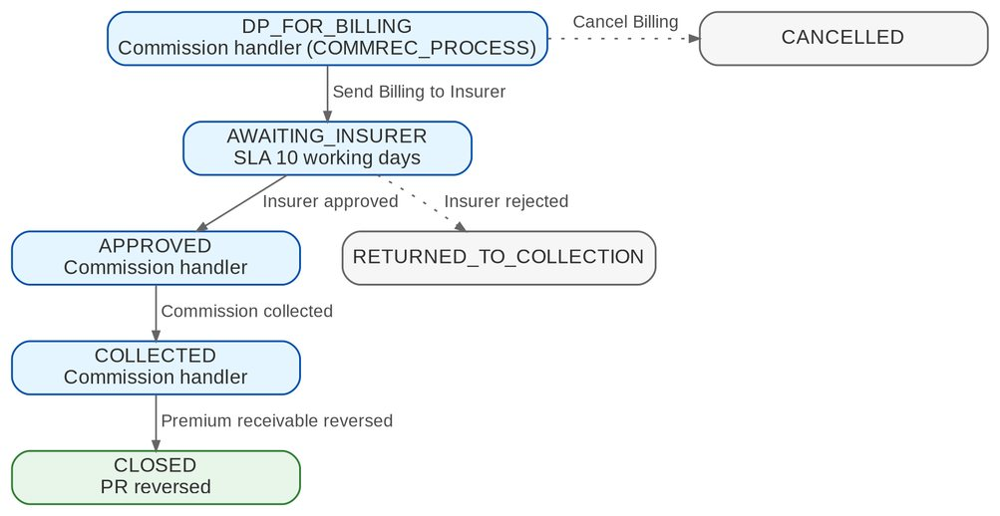 DP_FOR_BILLING
Commission handler (COMMREC_PROCESS)
Cancel Billing
CANCELLED
Send Billing to Insurer
AWAITING_INSURER
SLA 10 working days
Insurer approved
Insurer rejected
APPROVED
Commission handler
RETURNED_TO_COLLECTION
Commission collected
COLLECTED
Commission handler
Premium receivable reversed
CLOSED
PR reversed